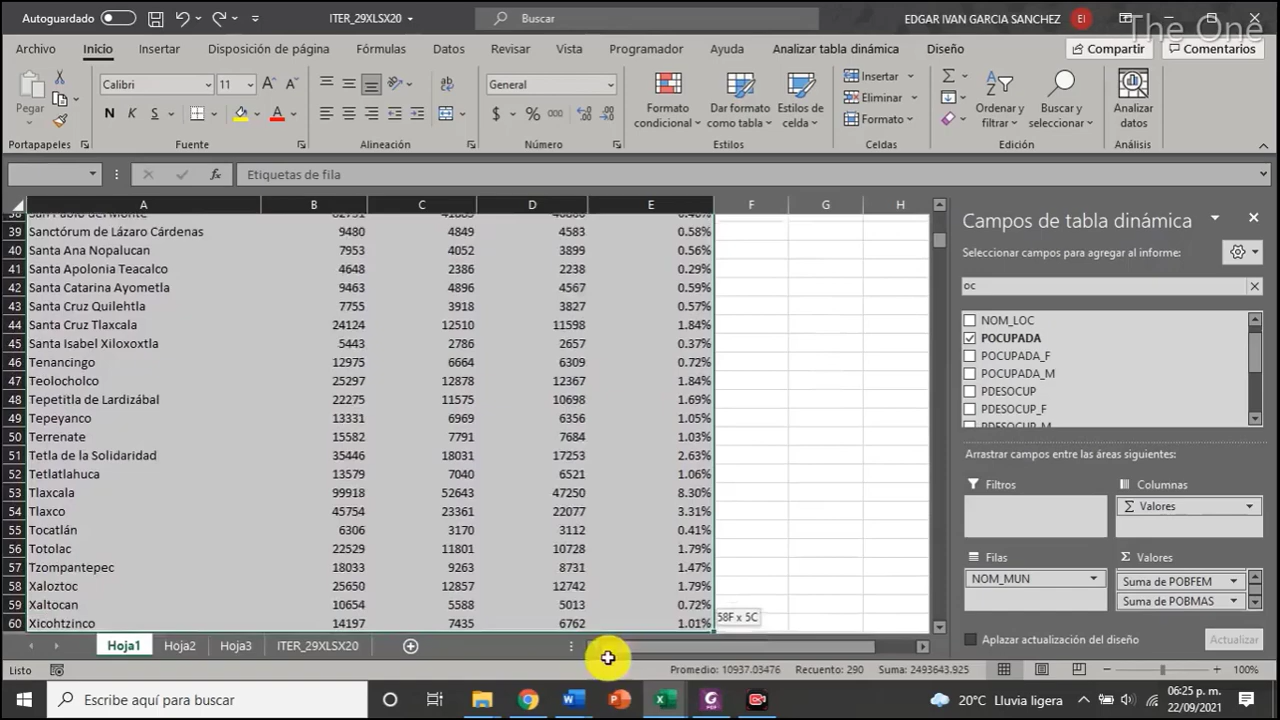 Autoguardado
ITER_29XLSX20
Buscar
EDGAR IVAN GARCIA SANCHEZ
EI
The One
Archivo
Inicio
Insertar
Disposición de página
Fórmulas
Datos
Revisar
Vista
Programador
Ayuda
Analizar tabla dinámica
Diseño
Compartir
Comentarios
Pegar
Calibri
11
N K S
General
Formato condicional
Dar formato como tabla
Estilos de celda
Insertar
Eliminar
Formato
Ordenar y filtrar
Buscar y seleccionar
Analizar datos
Portapapeles
Fuente
Alineación
Número
Estilos
Celdas
Edición
Análisis
fx Etiquetas de fila
A B C D E F G H
39 Sanctórum de Lázaro Cárdenas 9480 4849 4583 0.58%
40 Santa Ana Nopalucan 7953 4052 3899 0.56%
41 Santa Apolonia Teacalco 4648 2386 2238 0.29%
42 Santa Catarina Ayometla 9463 4896 4567 0.59%
43 Santa Cruz Quilehtla 7755 3918 3827 0.57%
44 Santa Cruz Tlaxcala 24124 12510 11598 1.84%
45 Santa Isabel Xiloxoxtla 5443 2786 2657 0.37%
46 Tenancingo 12975 6664 6309 0.72%
47 Teolocholco 25297 12878 12367 1.84%
48 Tepetitla de Lardizábal 22275 11575 10698 1.69%
49 Tepeyanco 13331 6969 6356 1.05%
50 Terrenate 15582 7791 7684 1.03%
51 Tetla de la Solidaridad 35446 18031 17253 2.63%
52 Tetlatlahuca 13579 7040 6521 1.06%
53 Tlaxcala 99918 52643 47250 8.30%
54 Tlaxco 45754 23361 22077 3.31%
55 Tocatlán 6306 3170 3112 0.41%
56 Totolac 22529 11801 10728 1.79%
57 Tzompantepec 18033 9263 8731 1.47%
58 Xaloztoc 25650 12857 12742 1.79%
59 Xaltocan 10654 5588 5013 0.72%
60 Xicohtzinco 14197 7435 6762 1.01%
58F x 5C
Campos de tabla dinámica
Seleccionar campos para agregar al informe:
oc
NOM_LOC
POCUPADA
POCUPADA_F
POCUPADA_M
PDESOCUP
PDESOCUP_F
PDESOCUP_M
Arrastrar campos entre las áreas siguientes:
Filtros
Columnas
Σ Valores
Filas
Σ Valores
NOM_MUN
Suma de POBFEM
Suma de POBMAS
Aplazar actualización del diseño
Actualizar
Hoja1
Hoja2
Hoja3
ITER_29XLSX20
Listo
Promedio: 10937.03476
Recuento: 290
Suma: 2493643.925
100%
Escribe aquí para buscar
20°C Lluvia ligera
06:25 p. m.
22/09/2021